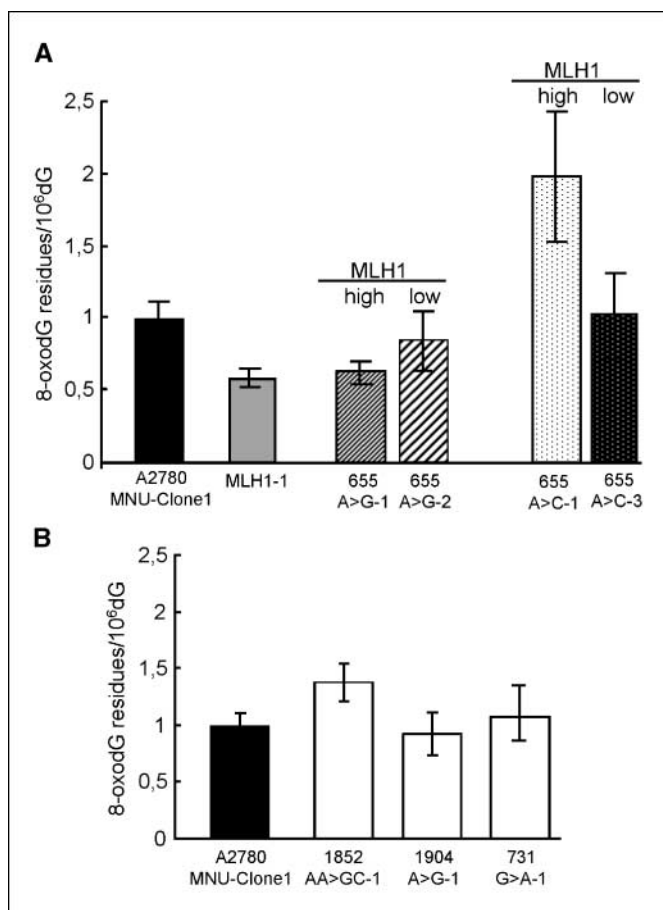 A
8-oxodG residues/10⁶dG
2,5
2
1,5
1
0,5
0
MLH1
high low
MLH1
high low
A2780
MNU-Clone1
MLH1-1
655
A>G-1
655
A>G-2
655
A>C-1
655
A>C-3
B
8-oxodG residues/10⁶dG
2,5
2
1,5
1
0,5
0
A2780
MNU-Clone1
1852
AA>GC-1
1904
A>G-1
731
G>A-1